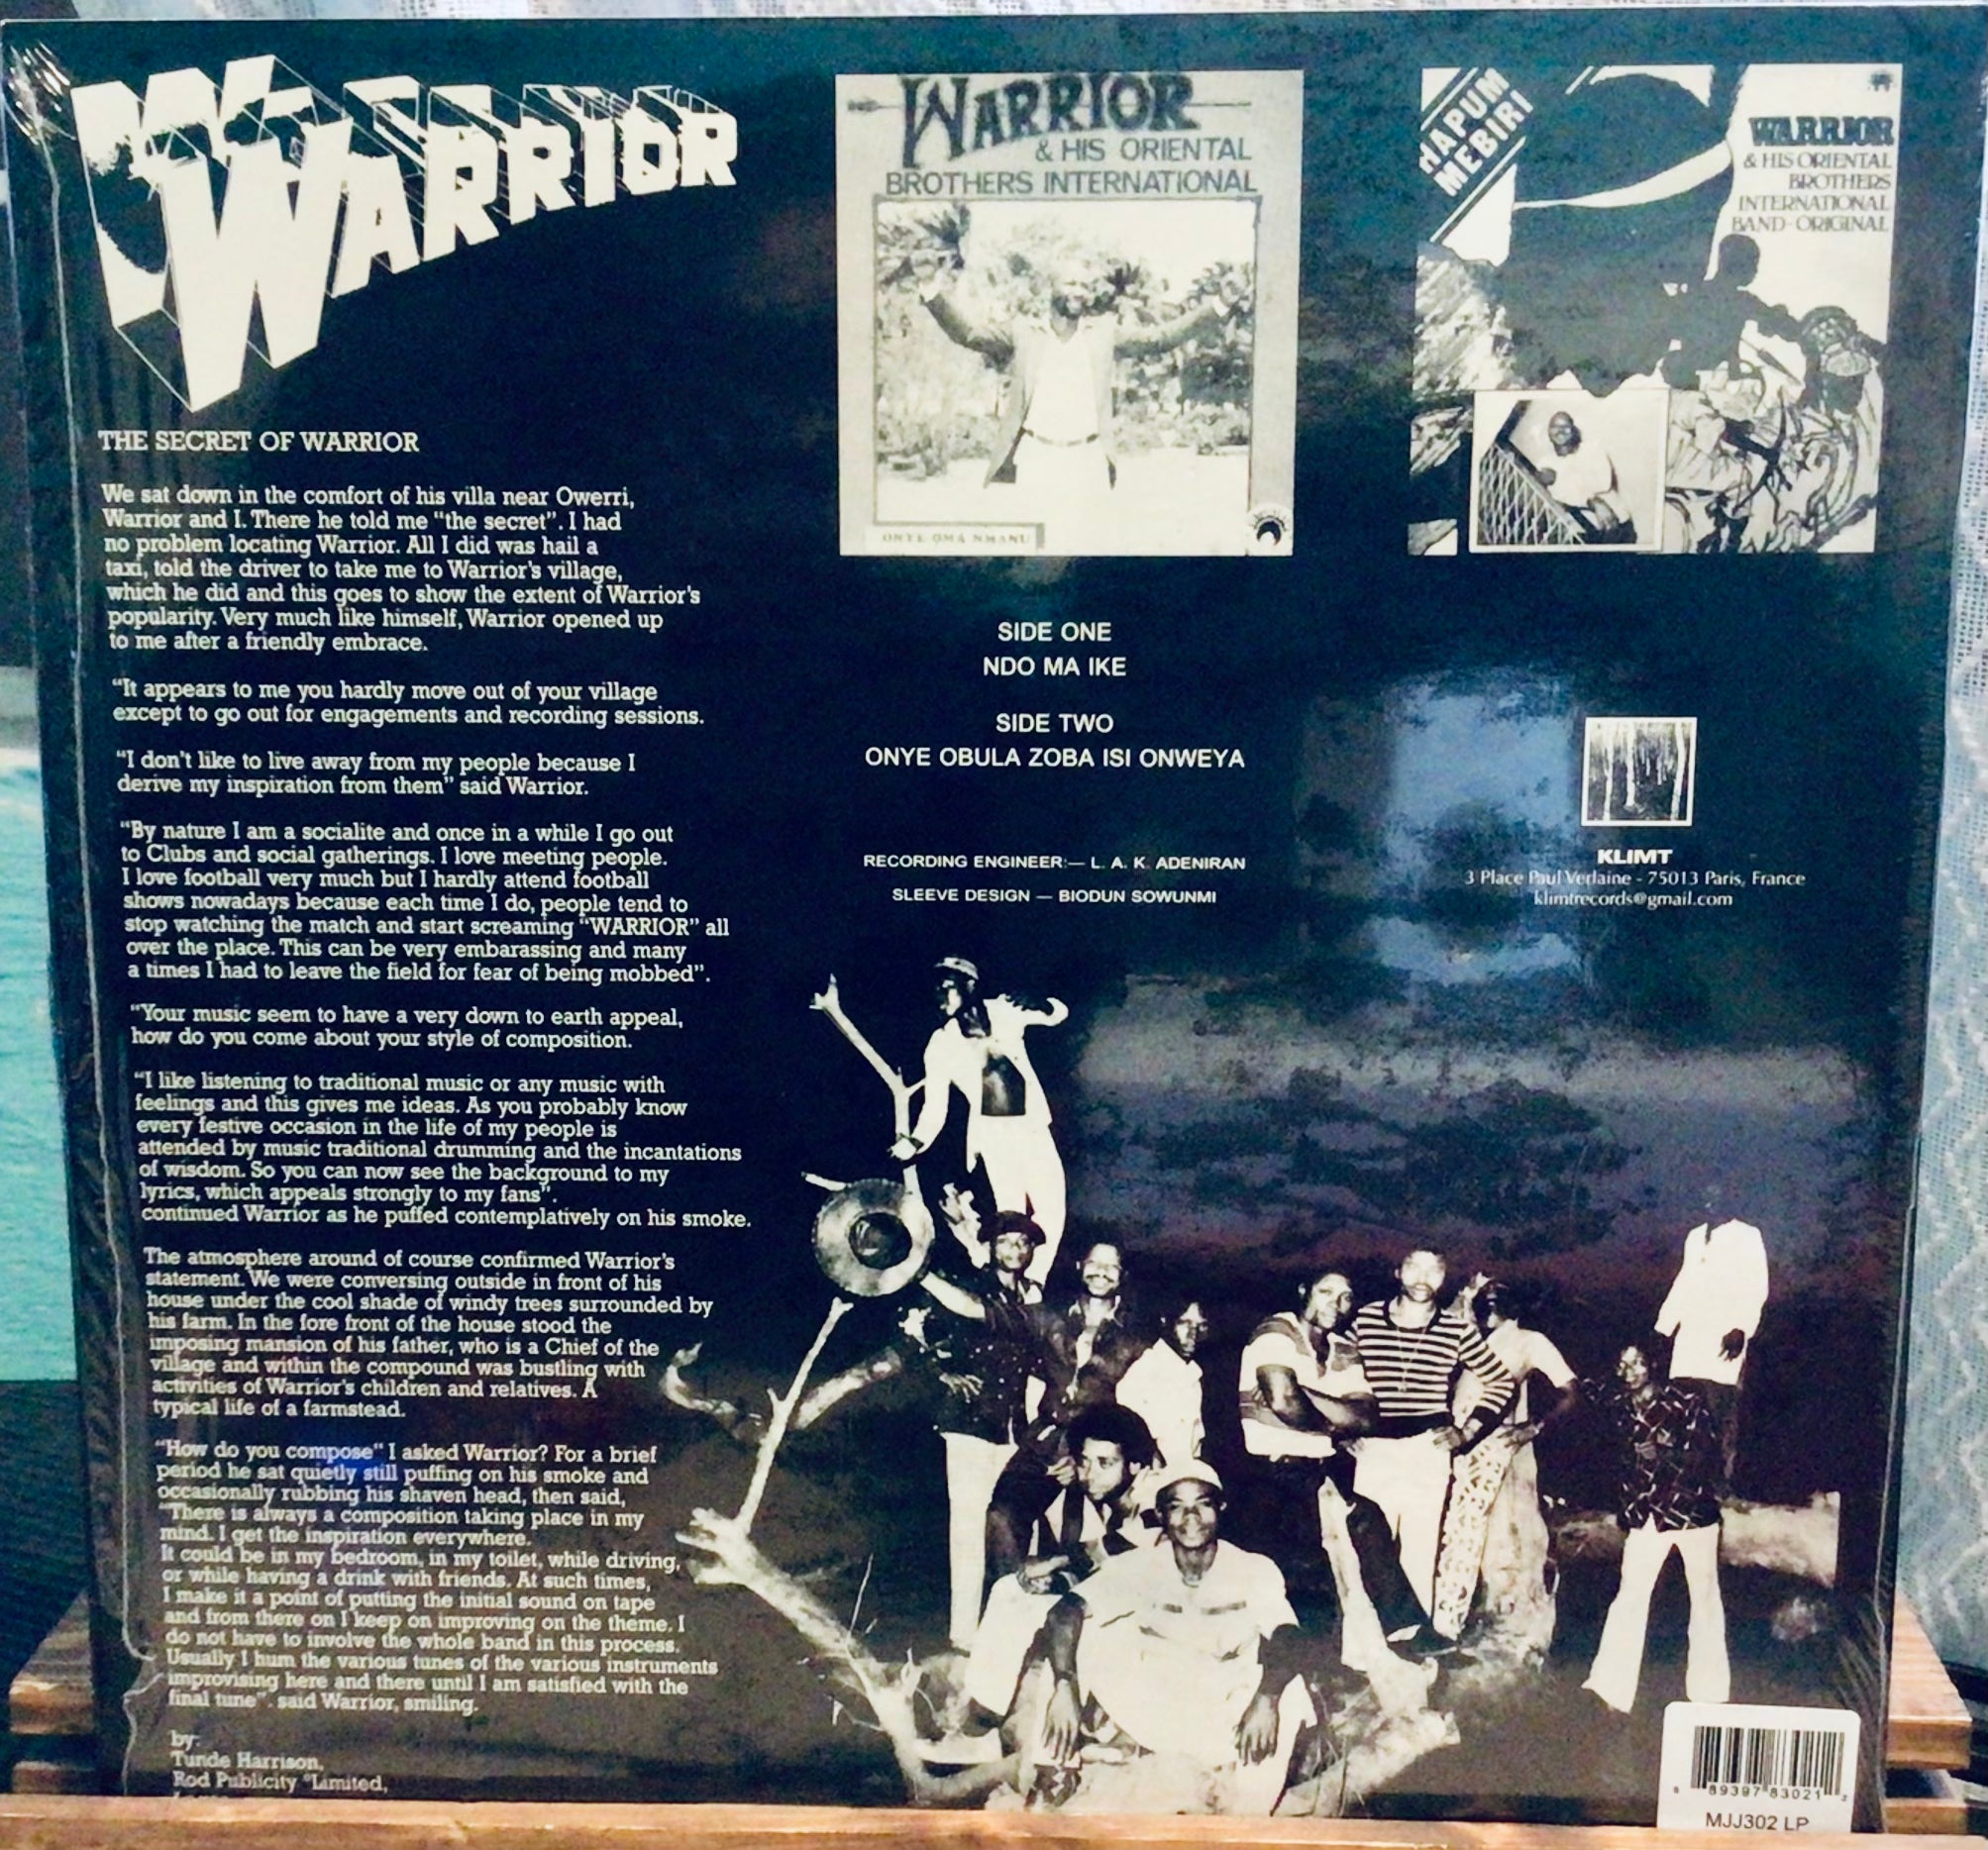 WARRIOR
THE SECRET OF WARRIOR
We sat down in the comfort of his villa near Owerri,
Warrior and I. There he told me “the secret”. I had
no problem locating Warrior. All I did was hail a
taxi, told the driver to take me to Warrior's village,
which he did and this goes to show the extent of Warrior's
popularity. Very much like himself, Warrior opened up
to me after a friendly embrace.
“It appears to me you hardly move out of your village
except to go out for engagements and recording sessions.
“I don't like to live away from my people because I
derive my inspiration from them” said Warrior.
“By nature I am a socialite and once in a while I go out
to Clubs and social gatherings. I love meeting people.
I love football very much but I hardly attend football
shows nowadays because each time I do, people tend to
stop watching the match and start screaming “WARRIOR” all
over the place. This can be very embarassing and many
a times I had to leave the field for fear of being mobbed”.
“Your music seem to have a very down to earth appeal,
how do you come about your style of composition.
“I like listening to traditional music or any music with
feelings and this gives me ideas. As you probably know
every festive occasion in the life of my people is
attended by music traditional drumming and the incantations
of wisdom. So you can now see the background to my
lyrics, which appeals strongly to my fans”.
continued Warrior as he puffed contemplatively on his smoke.
The atmosphere around of course confirmed Warrior's
statement. We were conversing outside in front of his
house under the cool shade of windy trees surrounded by
his farm. In the fore front of the house stood the
imposing mansion of his father, who is a Chief of the
village and within the compound was bustling with
activities of Warrior's children and relatives. A
typical life of a farmstead.
“How do you compose“ I asked Warrior? For a brief
period he sat quietly still puffing on his smoke and
occasionally rubbing his shaven head, then said,
“There is always a composition taking place in my
mind. I get the inspiration everywhere.
It could be in my bedroom, in my toilet, while driving,
or while having a drink with friends. At such times,
I make it a point of putting the initial sound on tape
and from there on I keep on improving on the theme. I
do not have to involve the whole band in this process.
Usually I hum the various tunes of the various instruments
improvising here and there until I am satisfied with the
final tune”. said Warrior, smiling.
by:
Tunde Harrison,
Rod Publicity “Limited,
WARRIOR
& HIS ORIENTAL
BROTHERS INTERNATIONAL
ONYE OMA NMANU
HAPUM
MEBIRI
WARRIOR
& HIS ORIENTAL
BROTHERS
INTERNATIONAL
BAND-ORIGINAL
SIDE ONE
NDO MA IKE
SIDE TWO
ONYE OBULA ZOBA ISI ONWEYA
RECORDING ENGINEER:— L. A. K. ADENIRAN
SLEEVE DESIGN — BIODUN SOWUNMI
KLIMT
3 Place Paul Verlaine - 75013 Paris, France
klimtrecords@gmail.com
89397 83021
MJJ302 LP